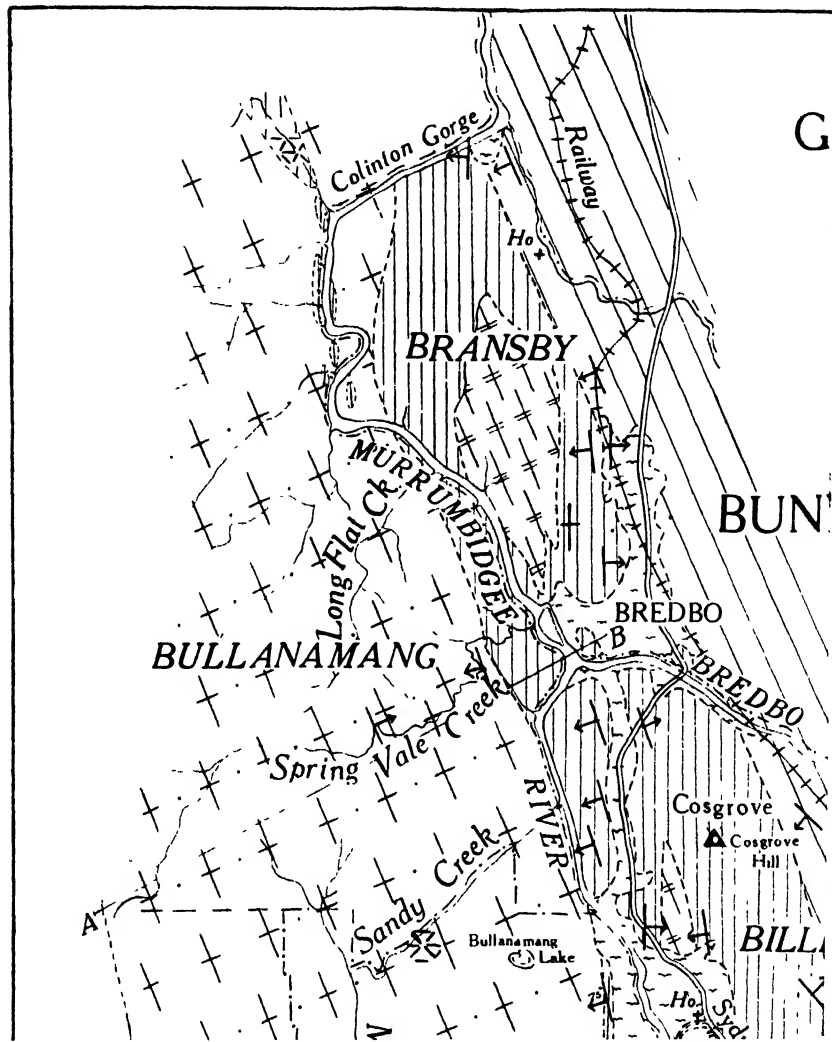 G
Colinton Gorge
Railway
Ho
BRANSBY
MURRUMBIDGEE
BUN
Long Flat Ck
BREDBO
B
BULLANAMANG
BREDBO
Spring Vale Creek
RIVER
Cosgrove
Cosgrove
Hill
A
Sandy Creek
Bullanamang
Lake
BILL
75
Ho
Syd
N